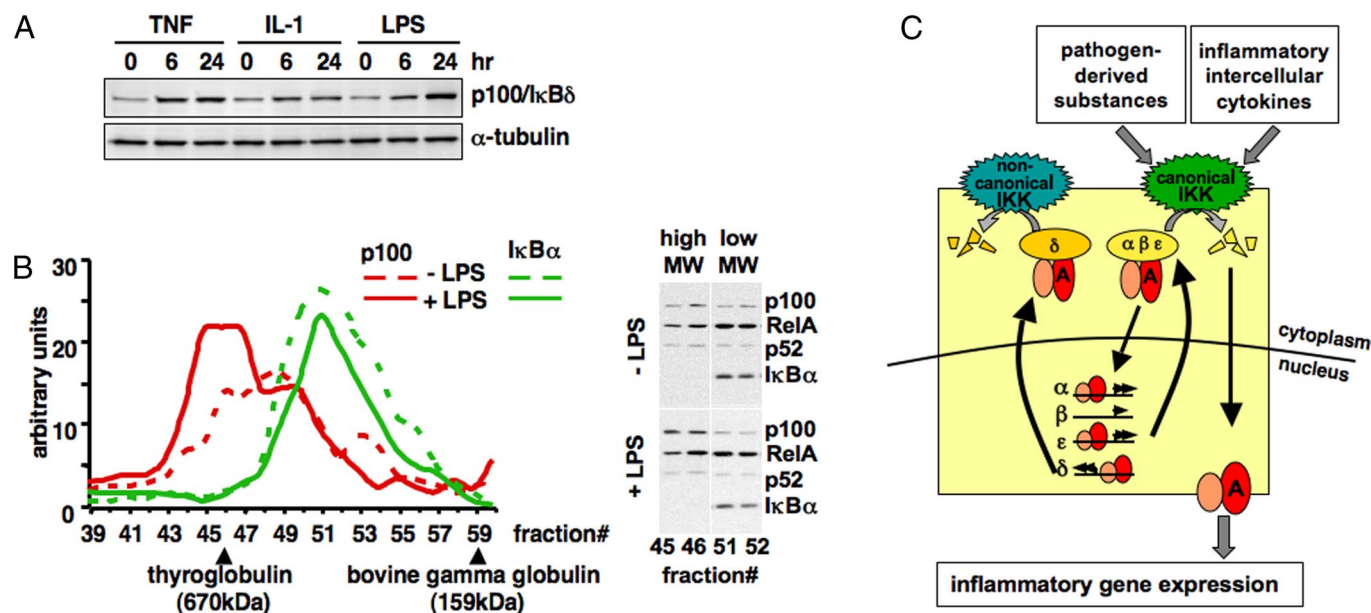 A
TNF IL-1 LPS
0 6 24 0 6 24 0 6 24 hr
p100/IκBδ
α-tubulin
B
p100 IκBα
- LPS
+ LPS
30
20
10
0
arbitrary units
39 41 43 45 47 49 51 53 55 57 59 fraction#
thyroglobulin
(670kDa)
bovine gamma globulin
(159kDa)
high
MW
low
MW
- LPS
p100
RelA
p52
IκBα
+ LPS
p100
RelA
p52
IκBα
45 46 51 52
fraction#
C
pathogen-
derived
substances
inflammatory
intercellular
cytokines
non-
canonical
IKK
canonical
IKK
δ
A
α β ε
A
cytoplasm
nucleus
α
β
ε
δ
A
inflammatory gene expression